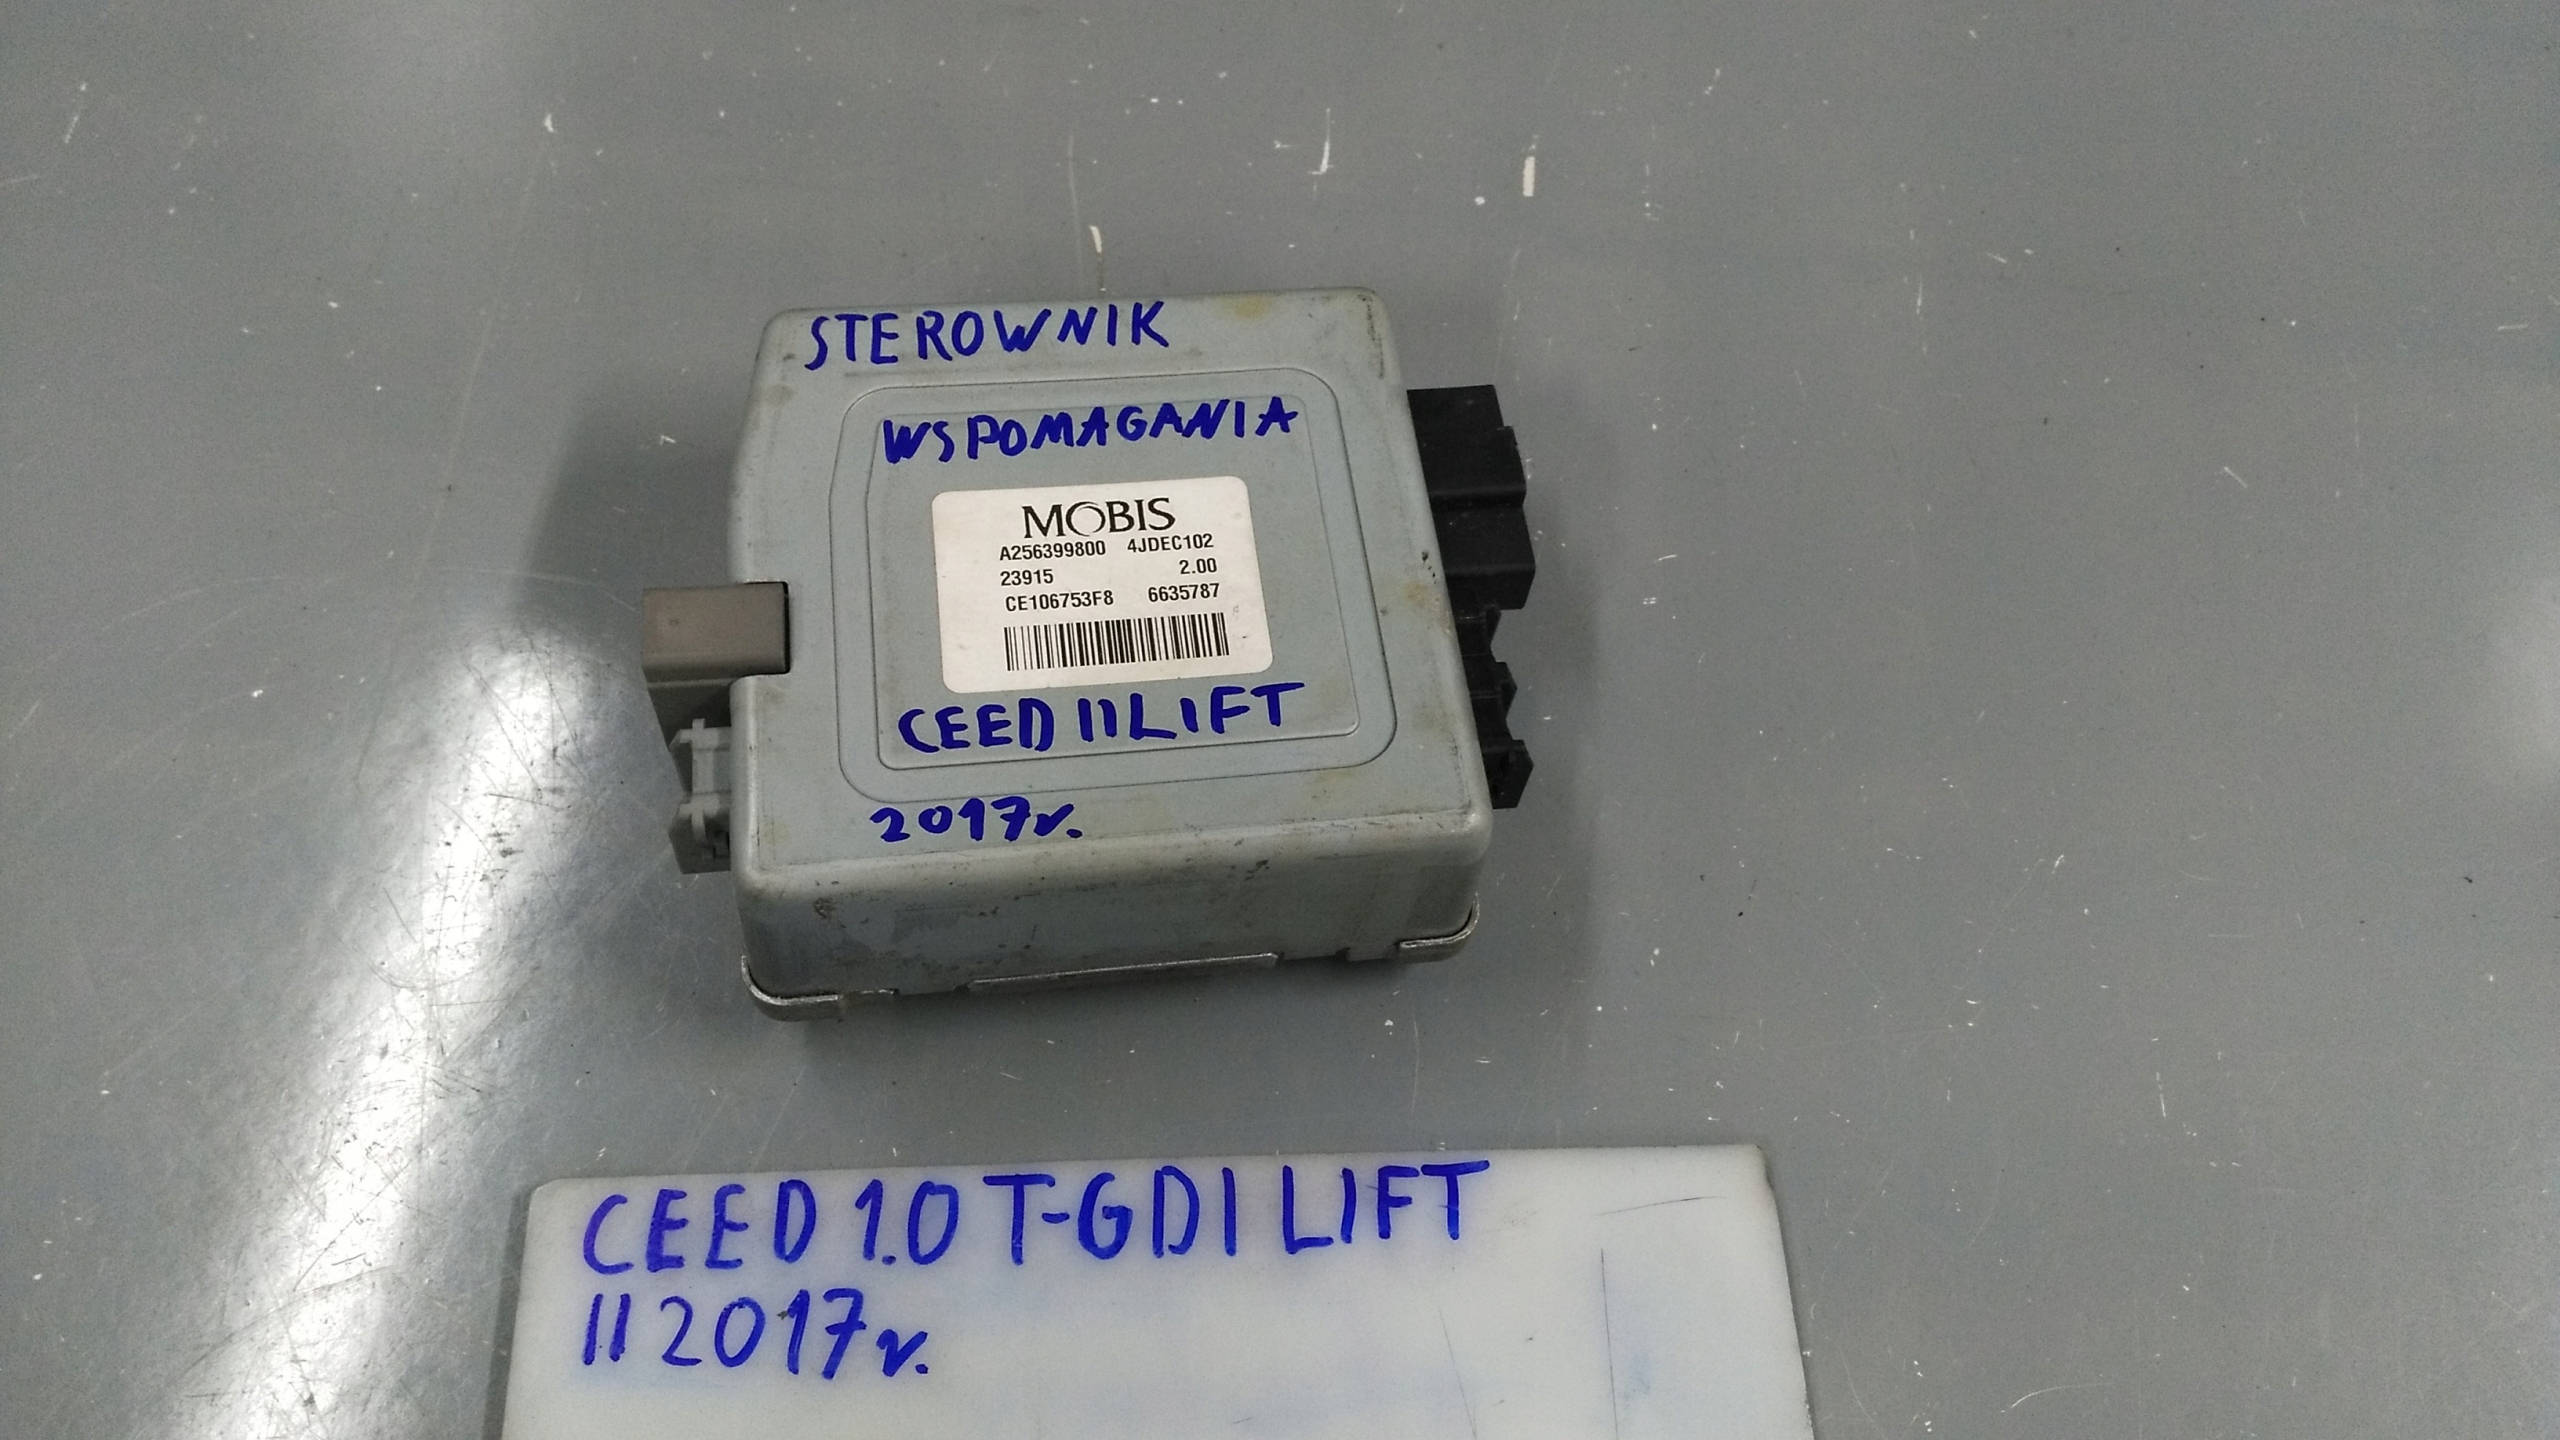 STEROWNIK
WSPOMAGANIA
MOBIS
A256399800 4JDEC102
23915 2.00
CE106753F8 6635787
CEED II LIFT
2017r.
CEED 1.0 T-GDI LIFT
II 2017r.